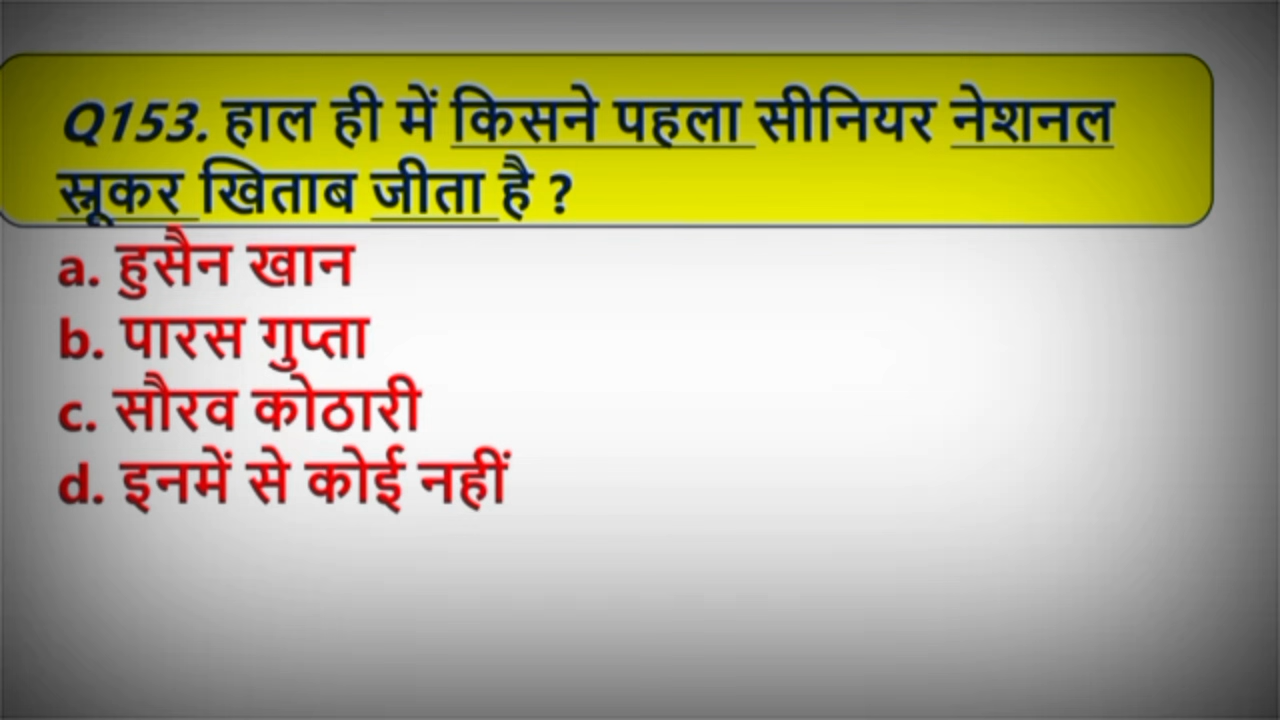 Q153. हाल ही में किसने पहला सीनियर नेशनल
स्नूकर खिताब जीता है ?
a. हुसैन खान
b. पारस गुप्ता
c. सौरव कोठारी
d. इनमें से कोई नहीं